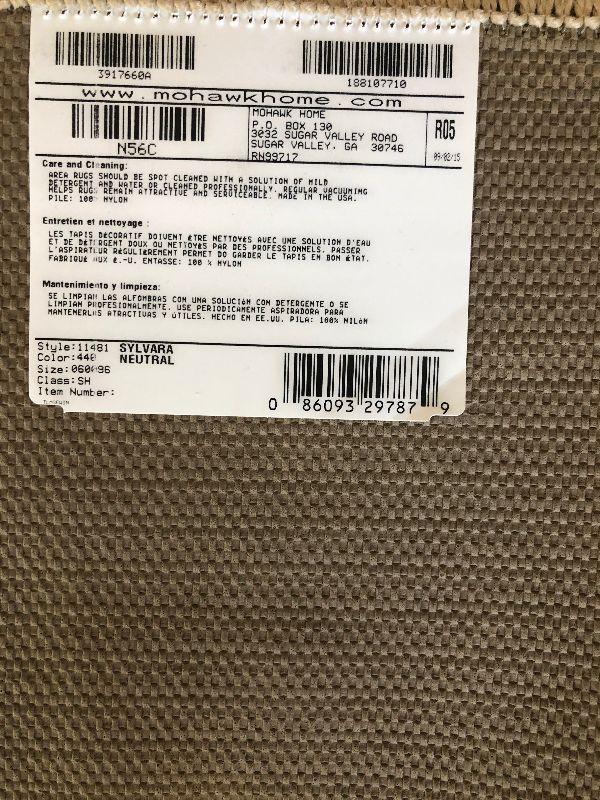 3917660A
188107710
www.mohawkhome.com
N56C
MOHAWK HOME
P.O. BOX 130
3032 SUGAR VALLEY ROAD
SUGAR VALLEY, GA 30746
RN99717
R05
09/02/15
Care and Cleaning:
AREA RUGS SHOULD BE SPOT CLEANED WITH A SOLUTION OF MILD
DETERGENT AND WATER OR CLEANED PROFESSIONALLY. REGULAR VACUUMING
HELPS RUGS REMAIN ATTRACTIVE AND SERVICEABLE. MADE IN THE USA.
PILE: 100% NYLON
Entretien et nettoyage :
LES TAPIS DÉCORATIF DOIVENT ÊTRE NETTOYÉS AVEC UNE SOLUTION D'EAU
ET DE DÉTERGENT DOUX OU NETTOYÉS PAR DES PROFESSIONNELS. PASSER
L'ASPIRATEUR RÉGULIÈREMENT PERMET DO GARDER LE TAPIS EN BON ÉTAT.
FABRIQUÉ AUX É.-U. ENTASSE: 100 % NYLON
Mantenimiento y limpieza:
SE LIMPIAN LAS ALFOMBRAS CON UNA SOLUCIÓN CON DETERGENTE O SE
LIMPIAN PROFESIONALMENTE. USE PERIODICAMENTE ASPIRADORA PARA
MANTENERLAS ATRACTIVAS Y ÚTILES. HECHO EN EE.UU. PILA: 100% NILÓN
Style:11481 SYLVARA
Color:440 NEUTRAL
Size:060096
Class:SH
Item Number:
0 86093 29787 9